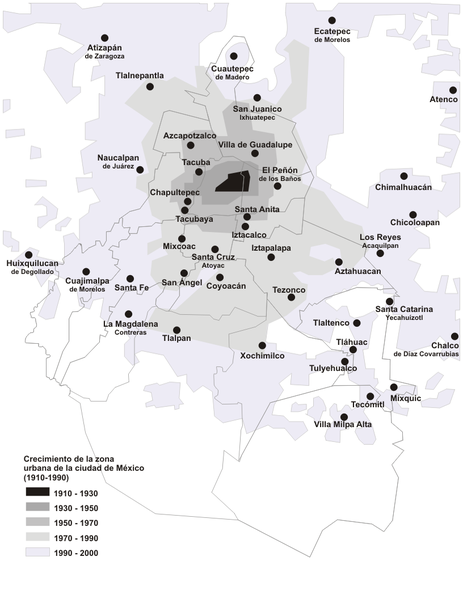 Ecatepec
de Morelos
Atizapán
de Zaragoza
Cuautepec
de Madero
Tlalnepantla
Atenco
San Juanico
Ixhuatepec
Azcapotzalco
Villa de Guadalupe
Naucalpan
de Juárez
Tacuba
El Peñón
de los Baños
Chimalhuacán
Chapultepec
Santa Anita
Tacubaya
Chicoloapan
Iztacalco
Los Reyes
Acaquilpan
Mixcoac
Iztapalapa
Santa Cruz
Atoyac
Huixquilucan
de Degollado
Aztahuacan
Cuajimalpa
de Morelos
Santa Fe
San Ángel
Coyoacán
Tezonco
Santa Catarina
Yecahuizotl
La Magdalena
Contreras
Tlaltenco
Tlalpan
Tláhuac
Chalco
de Díaz Covarrubias
Xochimilco
Tulyehualco
Mixquic
Tecómitl
Villa Milpa Alta
Crecimiento de la zona
urbana de la ciudad de México
(1910-1990)
1910 - 1930
1930 - 1950
1950 - 1970
1970 - 1990
1990 - 2000